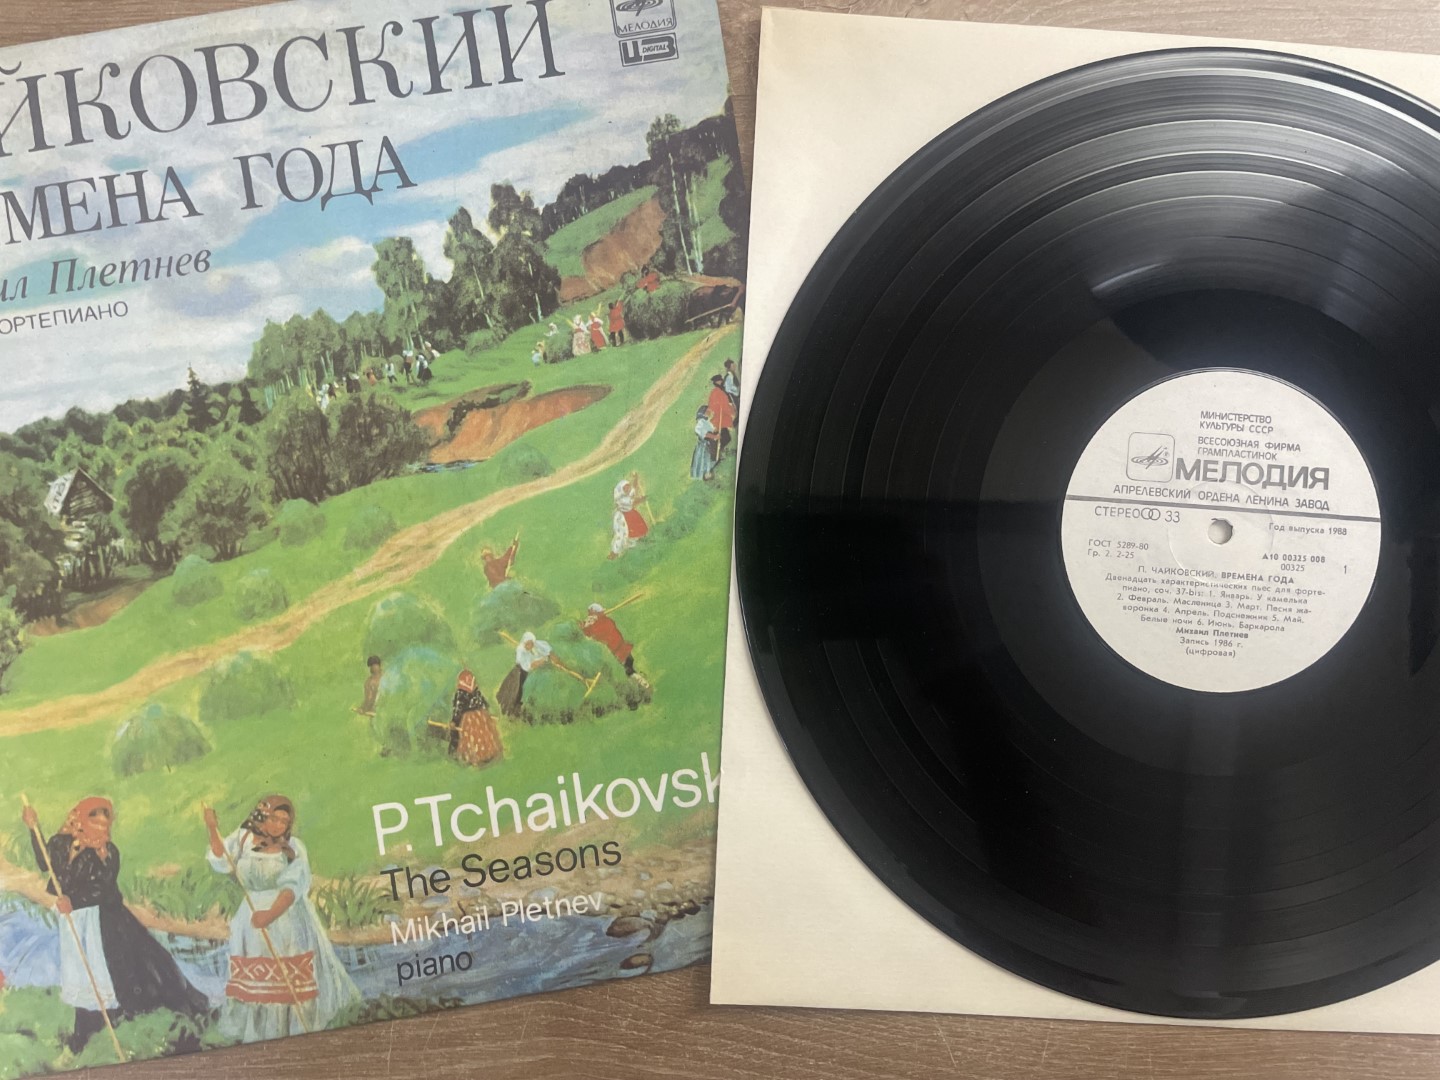 ЙКОВСКИЙ
МЕНА ГОДА
ил Плетнев
ОРТЕПИАНО
МЕЛОДИЯ
DIGITAL
P. Tchaikovsk
The Seasons
Mikhail Pletnev
piano
МИНИСТЕРСТВО
КУЛЬТУРЫ СССР
ВСЕСОЮЗНАЯ ФИРМА
ГРАМПЛАСТИНОК
МЕЛОДИЯ
АПРЕЛЕВСКИЙ ОРДЕНА ЛЕНИНА ЗАВОД
СТЕРЕО 33
Год выпуска 1988
ГОСТ 5289-80
Гр. 2. 2-25
А10 00325 008
00325
1
П. ЧАЙКОВСКИЙ. ВРЕМЕНА ГОДА
Двенадцать характеристических пьес для форте-
пиано, соч. 37-bis: 1. Январь. У камелька
2. Февраль. Масленица 3. Март. Песня жа-
воронка 4. Апрель. Подснежник 5. Май.
Белые ночи 6. Июнь. Баркарола
Михаил Плетнев
Запись 1986 г.
(цифровая)